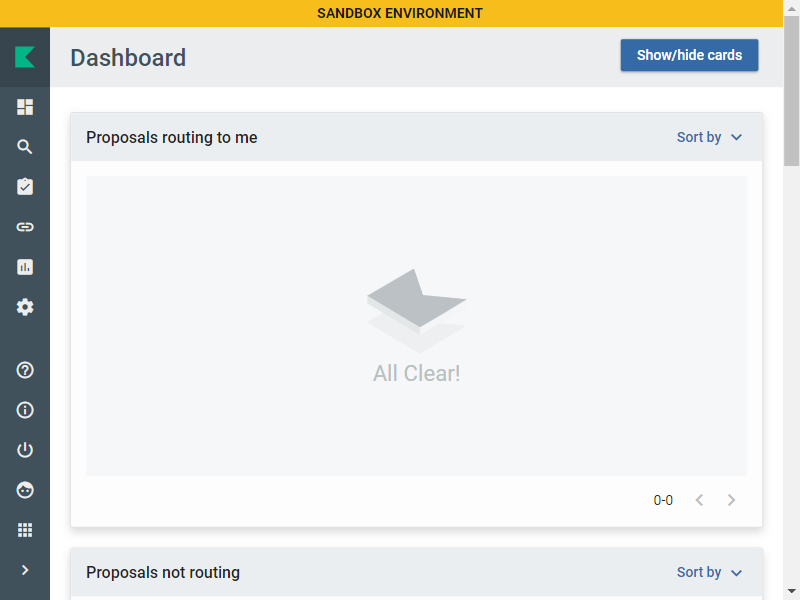 SANDBOX ENVIRONMENT
Dashboard
Show/hide cards
Proposals routing to me
Sort by
All Clear!
0-0
Proposals not routing
Sort by